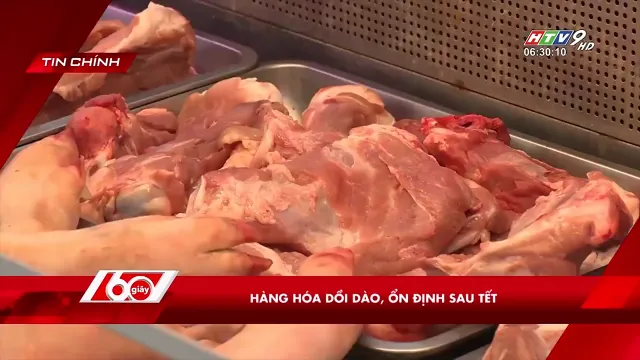 TIN CHÍNH
HTV9 HD
06:30:10
60 giây
HÀNG HÓA DỒI DÀO, ỔN ĐỊNH SAU TẾT